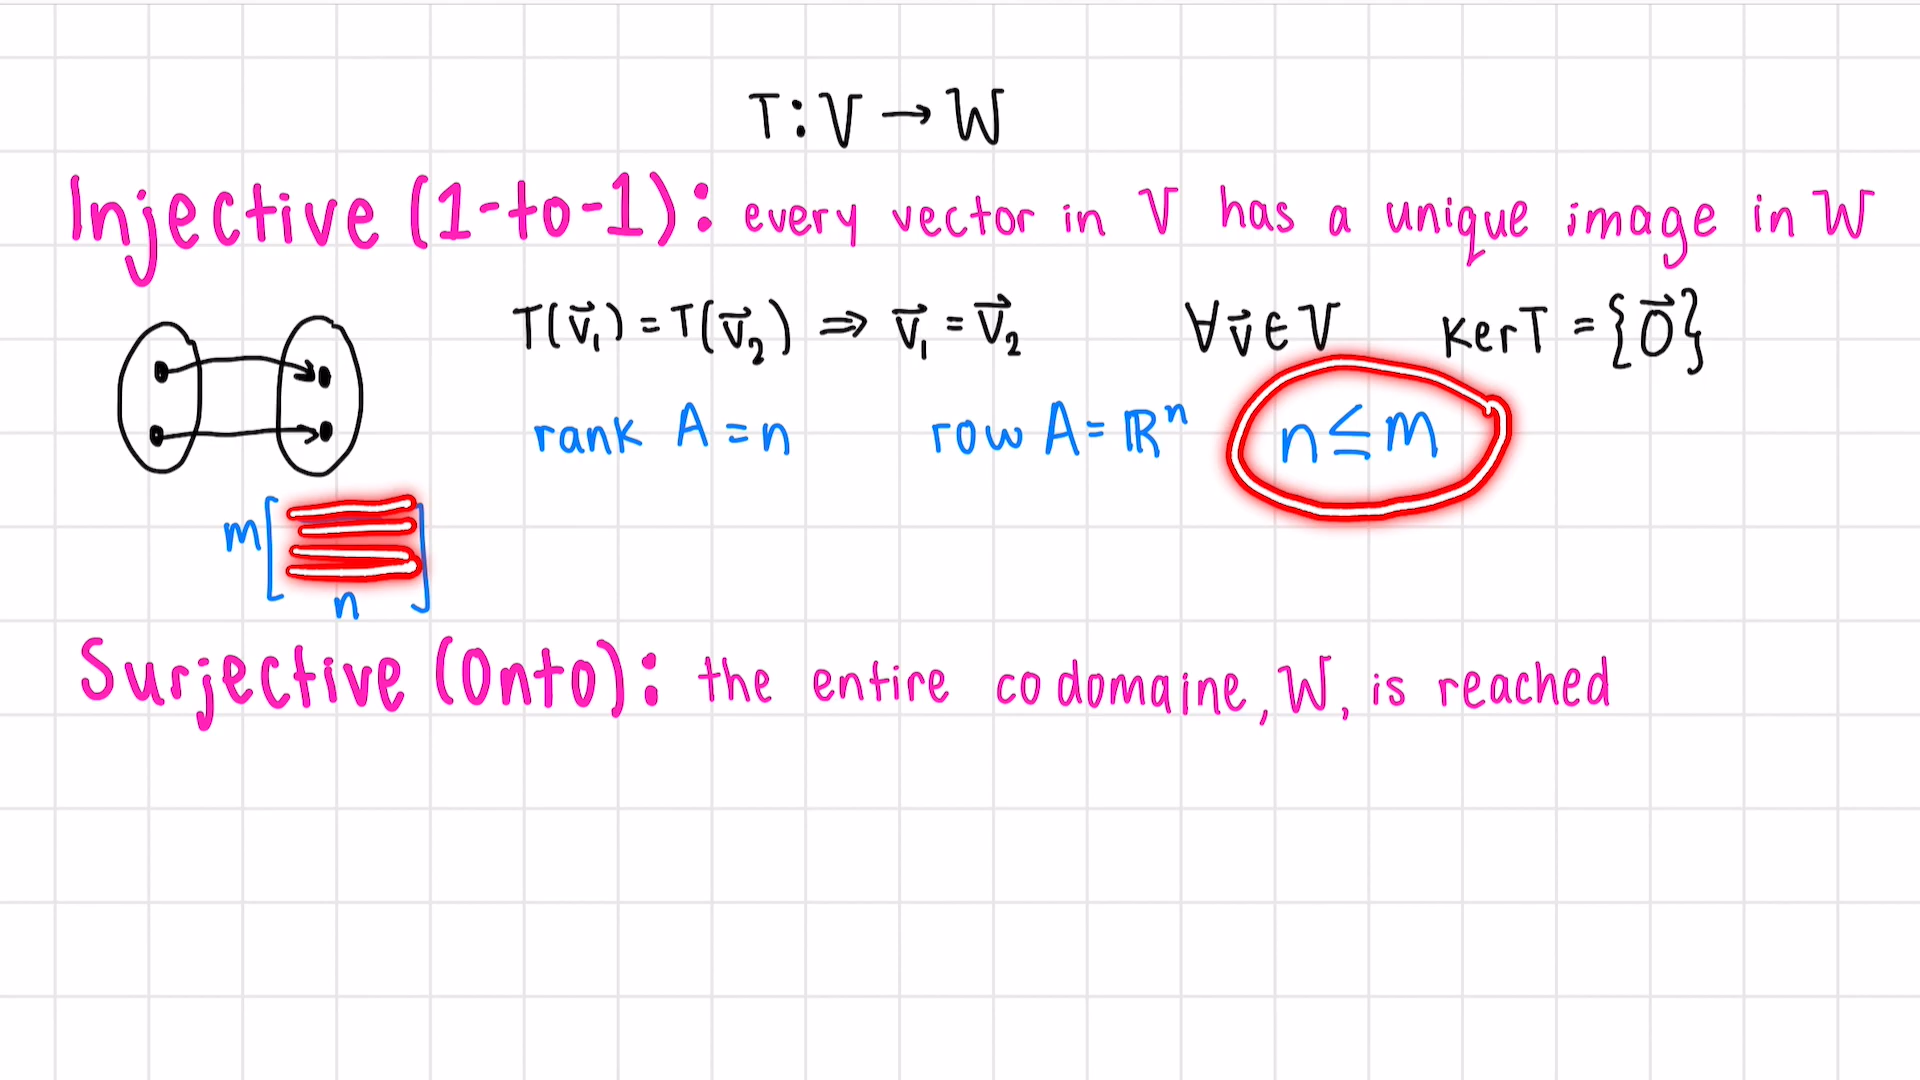 T: V → W
Injective (1-to-1): every vector in V has a unique image in W
T(v⃗₁) = T(v⃗₂) ⇒ v⃗₁ = v⃗₂ ∀v⃗∈V kerT = {0⃗}
rank A = n row A = ℝⁿ n ≤ m
m
n
Surjective (Onto): the entire codomaine, W, is reached